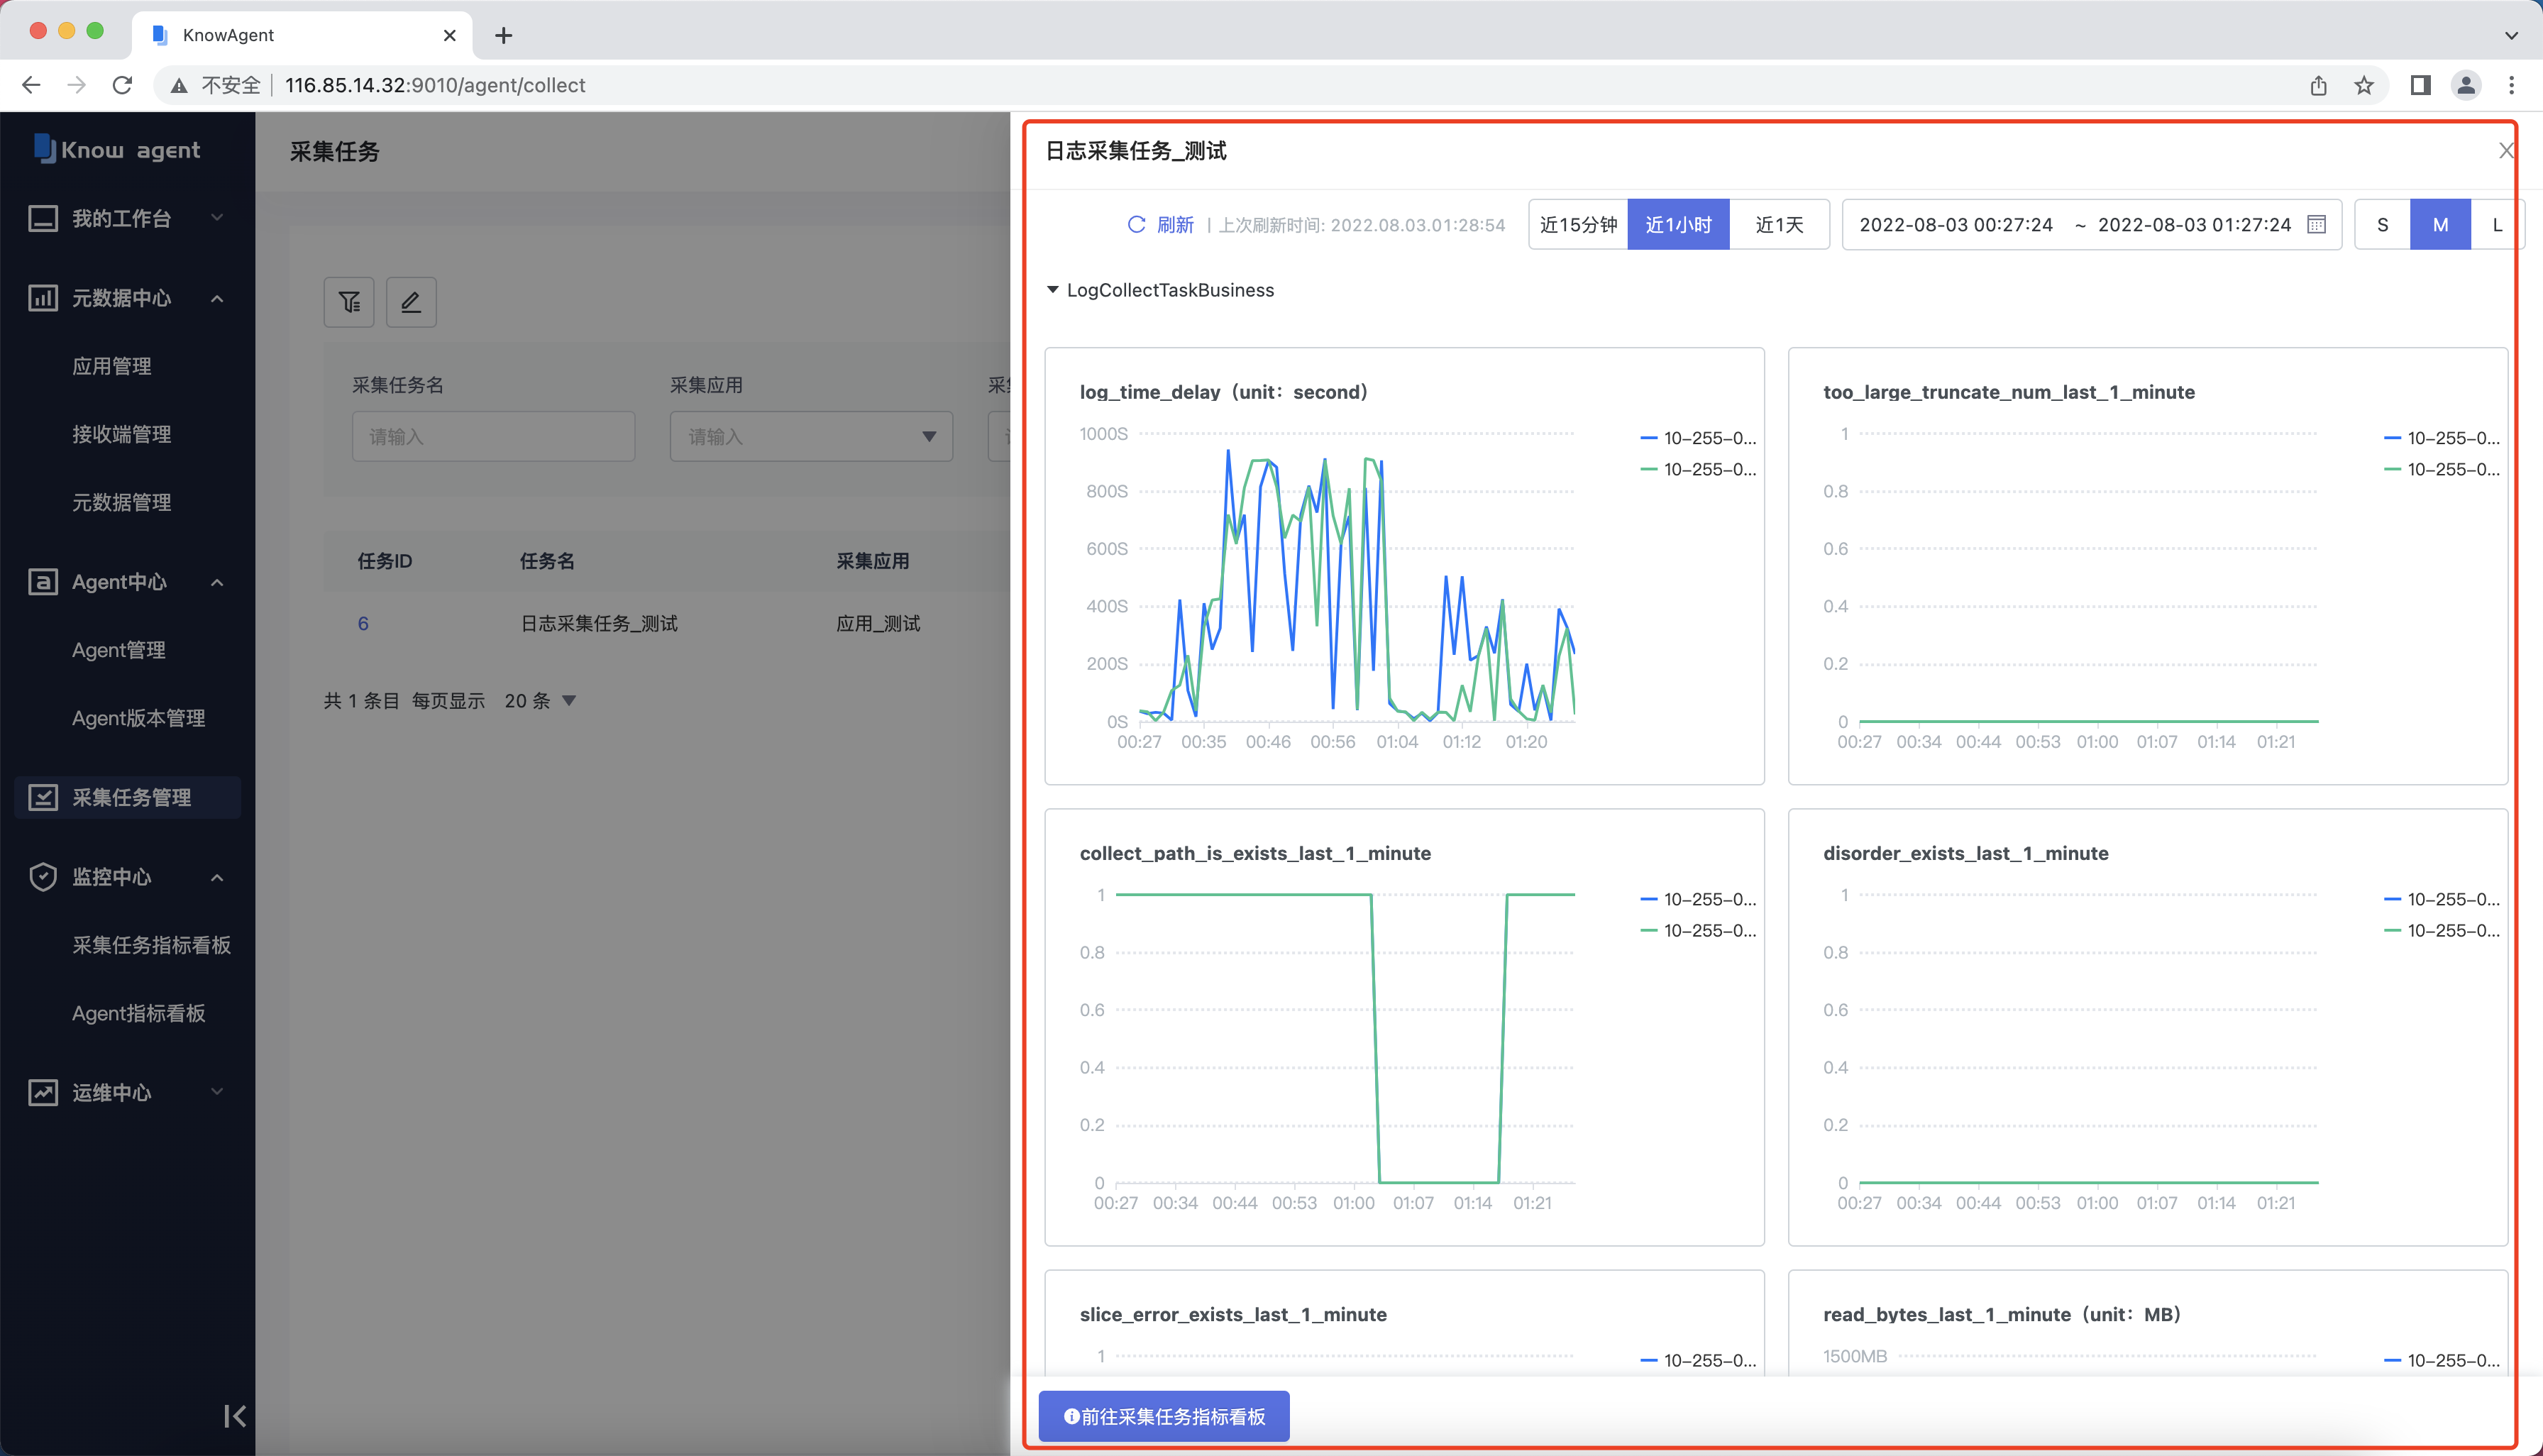 KnowAgent
不安全
116.85.14.32:9010/agent/collect
Know agent
我的工作台
元数据中心
应用管理
接收端管理
元数据管理
Agent中心
Agent管理
Agent版本管理
采集任务管理
监控中心
采集任务指标看板
Agent指标看板
运维中心
采集任务
采集任务名
采集应用
请输入
请输入
任务ID
任务名
采集应用
6
日志采集任务_测试
应用_测试
共 1 条目 每页显示 20 条
日志采集任务_测试
刷新 | 上次刷新时间: 2022.08.03.01:28:54
近15分钟 近1小时 近1天
2022-08-03 00:27:24 ~ 2022-08-03 01:27:24
S M L
LogCollectTaskBusiness
log_time_delay（unit：second）
10-255-0...
10-255-0...
1000S
800S
600S
400S
200S
0S
00:27 00:35 00:46 00:56 01:04 01:12 01:20
too_large_truncate_num_last_1_minute
10-255-0...
10-255-0...
1
0.8
0.6
0.4
0.2
0
00:27 00:34 00:44 00:53 01:00 01:07 01:14 01:21
collect_path_is_exists_last_1_minute
10-255-0...
10-255-0...
1
0.8
0.6
0.4
0.2
0
00:27 00:34 00:44 00:53 01:00 01:07 01:14 01:21
disorder_exists_last_1_minute
10-255-0...
10-255-0...
1
0.8
0.6
0.4
0.2
0
00:27 00:34 00:44 00:53 01:00 01:07 01:14 01:21
slice_error_exists_last_1_minute
1
10-255-0...
read_bytes_last_1_minute（unit：MB）
1500MB
10-255-0...
前往采集任务指标看板